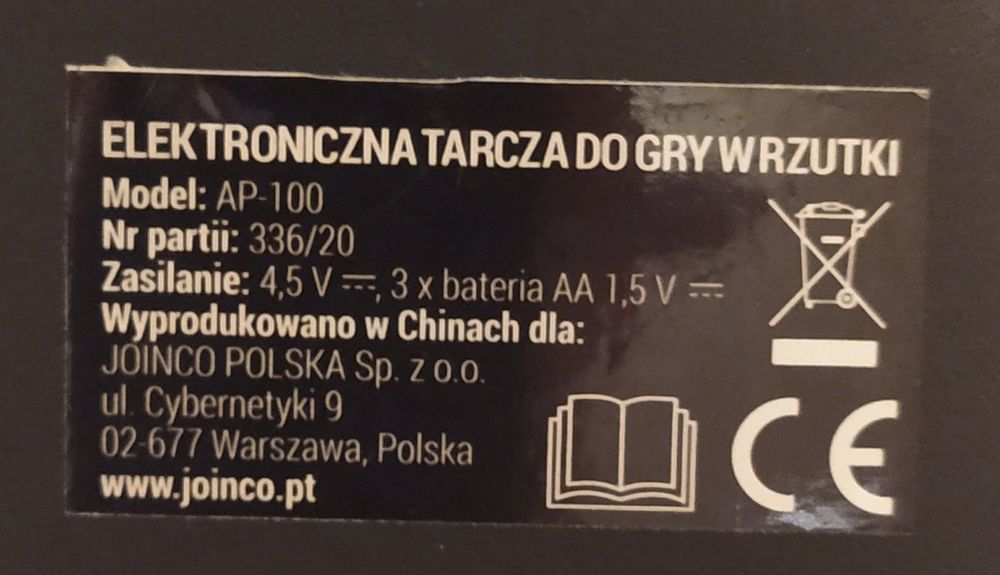 ELEKTRONICZNA TARCZA DO GRY W RZUTKI
Model: AP-100
Nr partii: 336/20
Zasilanie: 4,5 V ⎓, 3 x bateria AA 1,5 V ⎓
Wyprodukowano w Chinach dla:
JOINCO POLSKA Sp. z o.o.
ul. Cybernetyki 9
02-677 Warszawa, Polska
www.joinco.pt
CE